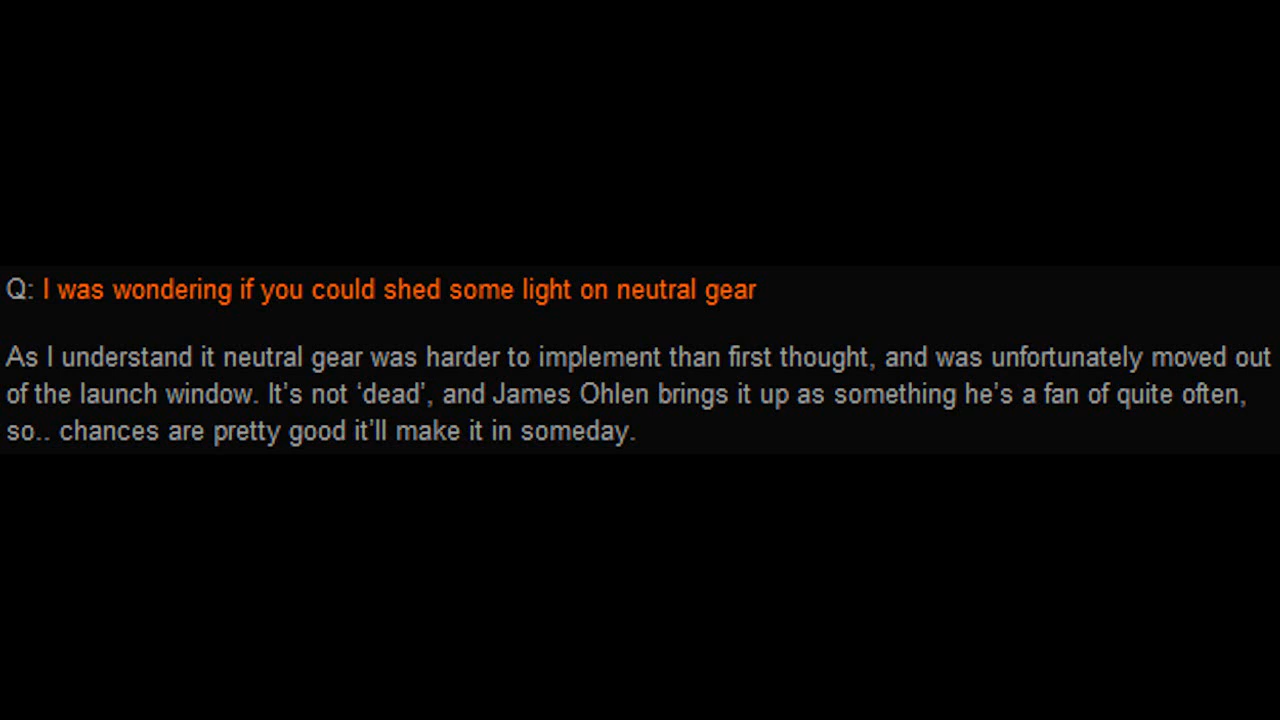 Q: I was wondering if you could shed some light on neutral gear
As I understand it neutral gear was harder to implement than first thought, and was unfortunately moved out
of the launch window. It’s not ‘dead’, and James Ohlen brings it up as something he’s a fan of quite often,
so.. chances are pretty good it’ll make it in someday.